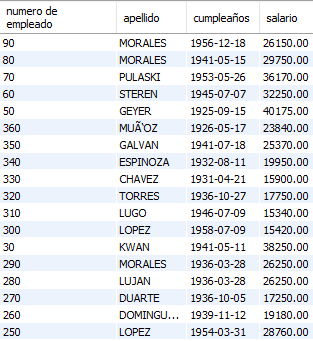 numero de empleado apellido cumpleaños salario
90 MORALES 1956-12-18 26150.00
80 MORALES 1941-05-15 29750.00
70 PULASKI 1953-05-26 36170.00
60 STEREN 1945-07-07 32250.00
50 GEYER 1925-09-15 40175.00
360 MUÃ'OZ 1926-05-17 23840.00
350 GALVAN 1941-07-18 25370.00
340 ESPINOZA 1932-08-11 19950.00
330 CHAVEZ 1931-04-21 15900.00
320 TORRES 1936-10-27 17750.00
310 LUGO 1946-07-09 15340.00
300 LOPEZ 1958-07-09 15420.00
30 KWAN 1941-05-11 38250.00
290 MORALES 1936-03-28 26250.00
280 LUJAN 1936-03-28 26250.00
270 DUARTE 1936-10-05 17250.00
260 DOMINGU... 1939-11-12 19180.00
250 LOPEZ 1954-03-31 28760.00